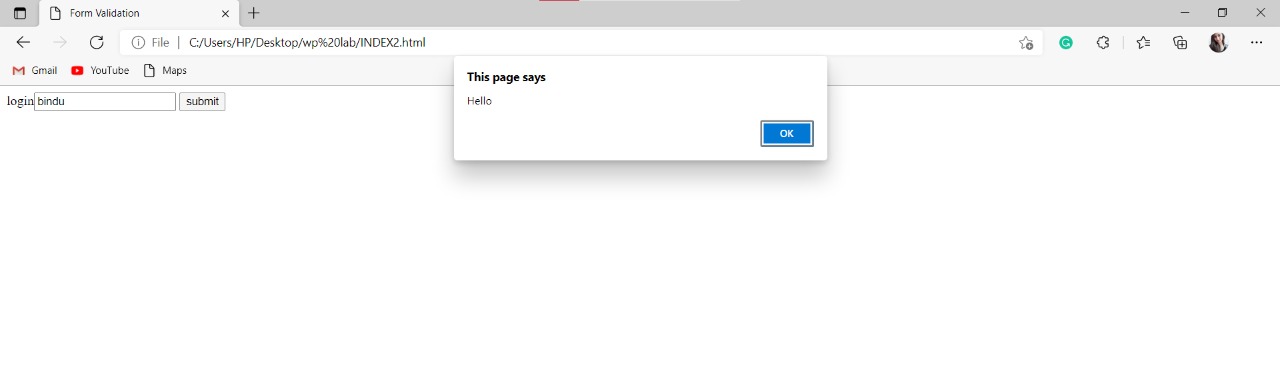 Form Validation
File | C:/Users/HP/Desktop/wp%20lab/INDEX2.html
Gmail YouTube Maps
This page says
Hello
OK
login bindu submit